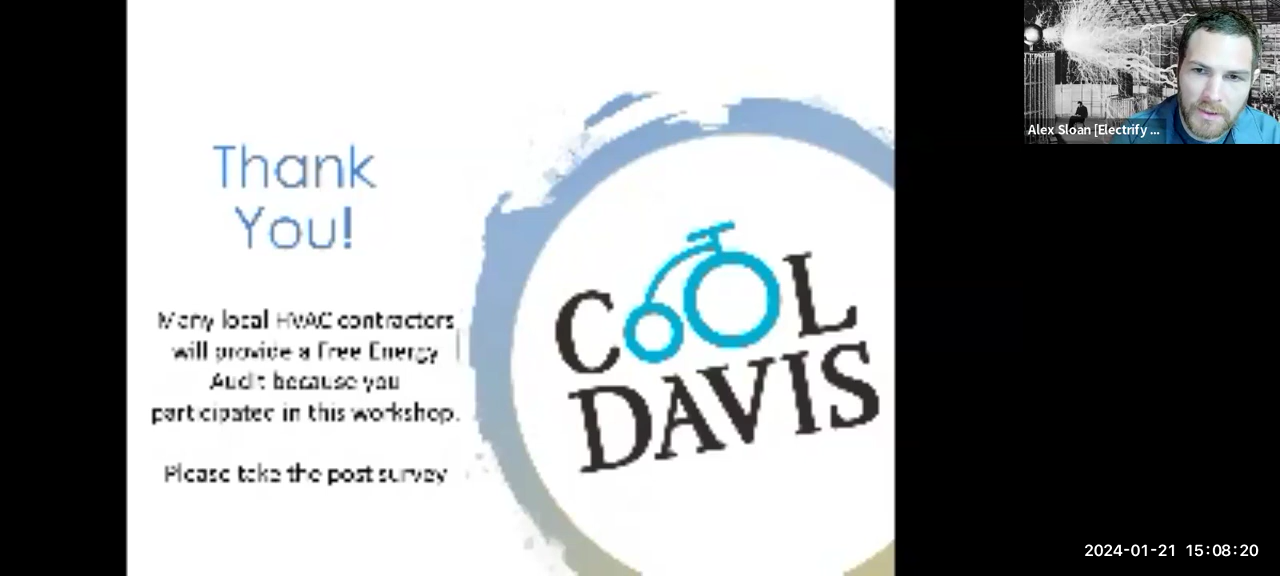 Thank
You!
Many local HVAC contractors
will provide a Free Energy
Audit because you
participated in this workshop.
Please take the post survey
COOL
DAVIS
Alex Sloan [Electrify ...
2024-01-21 15:08:20